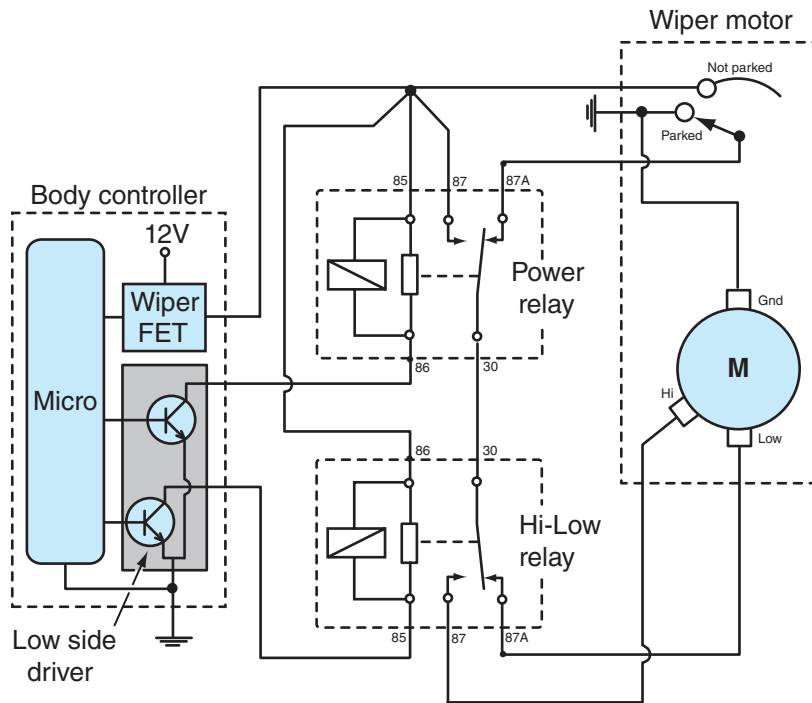 Wiper motor
Not parked
Parked
85
87
87A
Body controller
12V
Wiper
FET
Power
relay
Micro
86
30
Gnd
M
Hi
Low
86
30
Hi-Low
relay
Low side
driver
85
87
87A